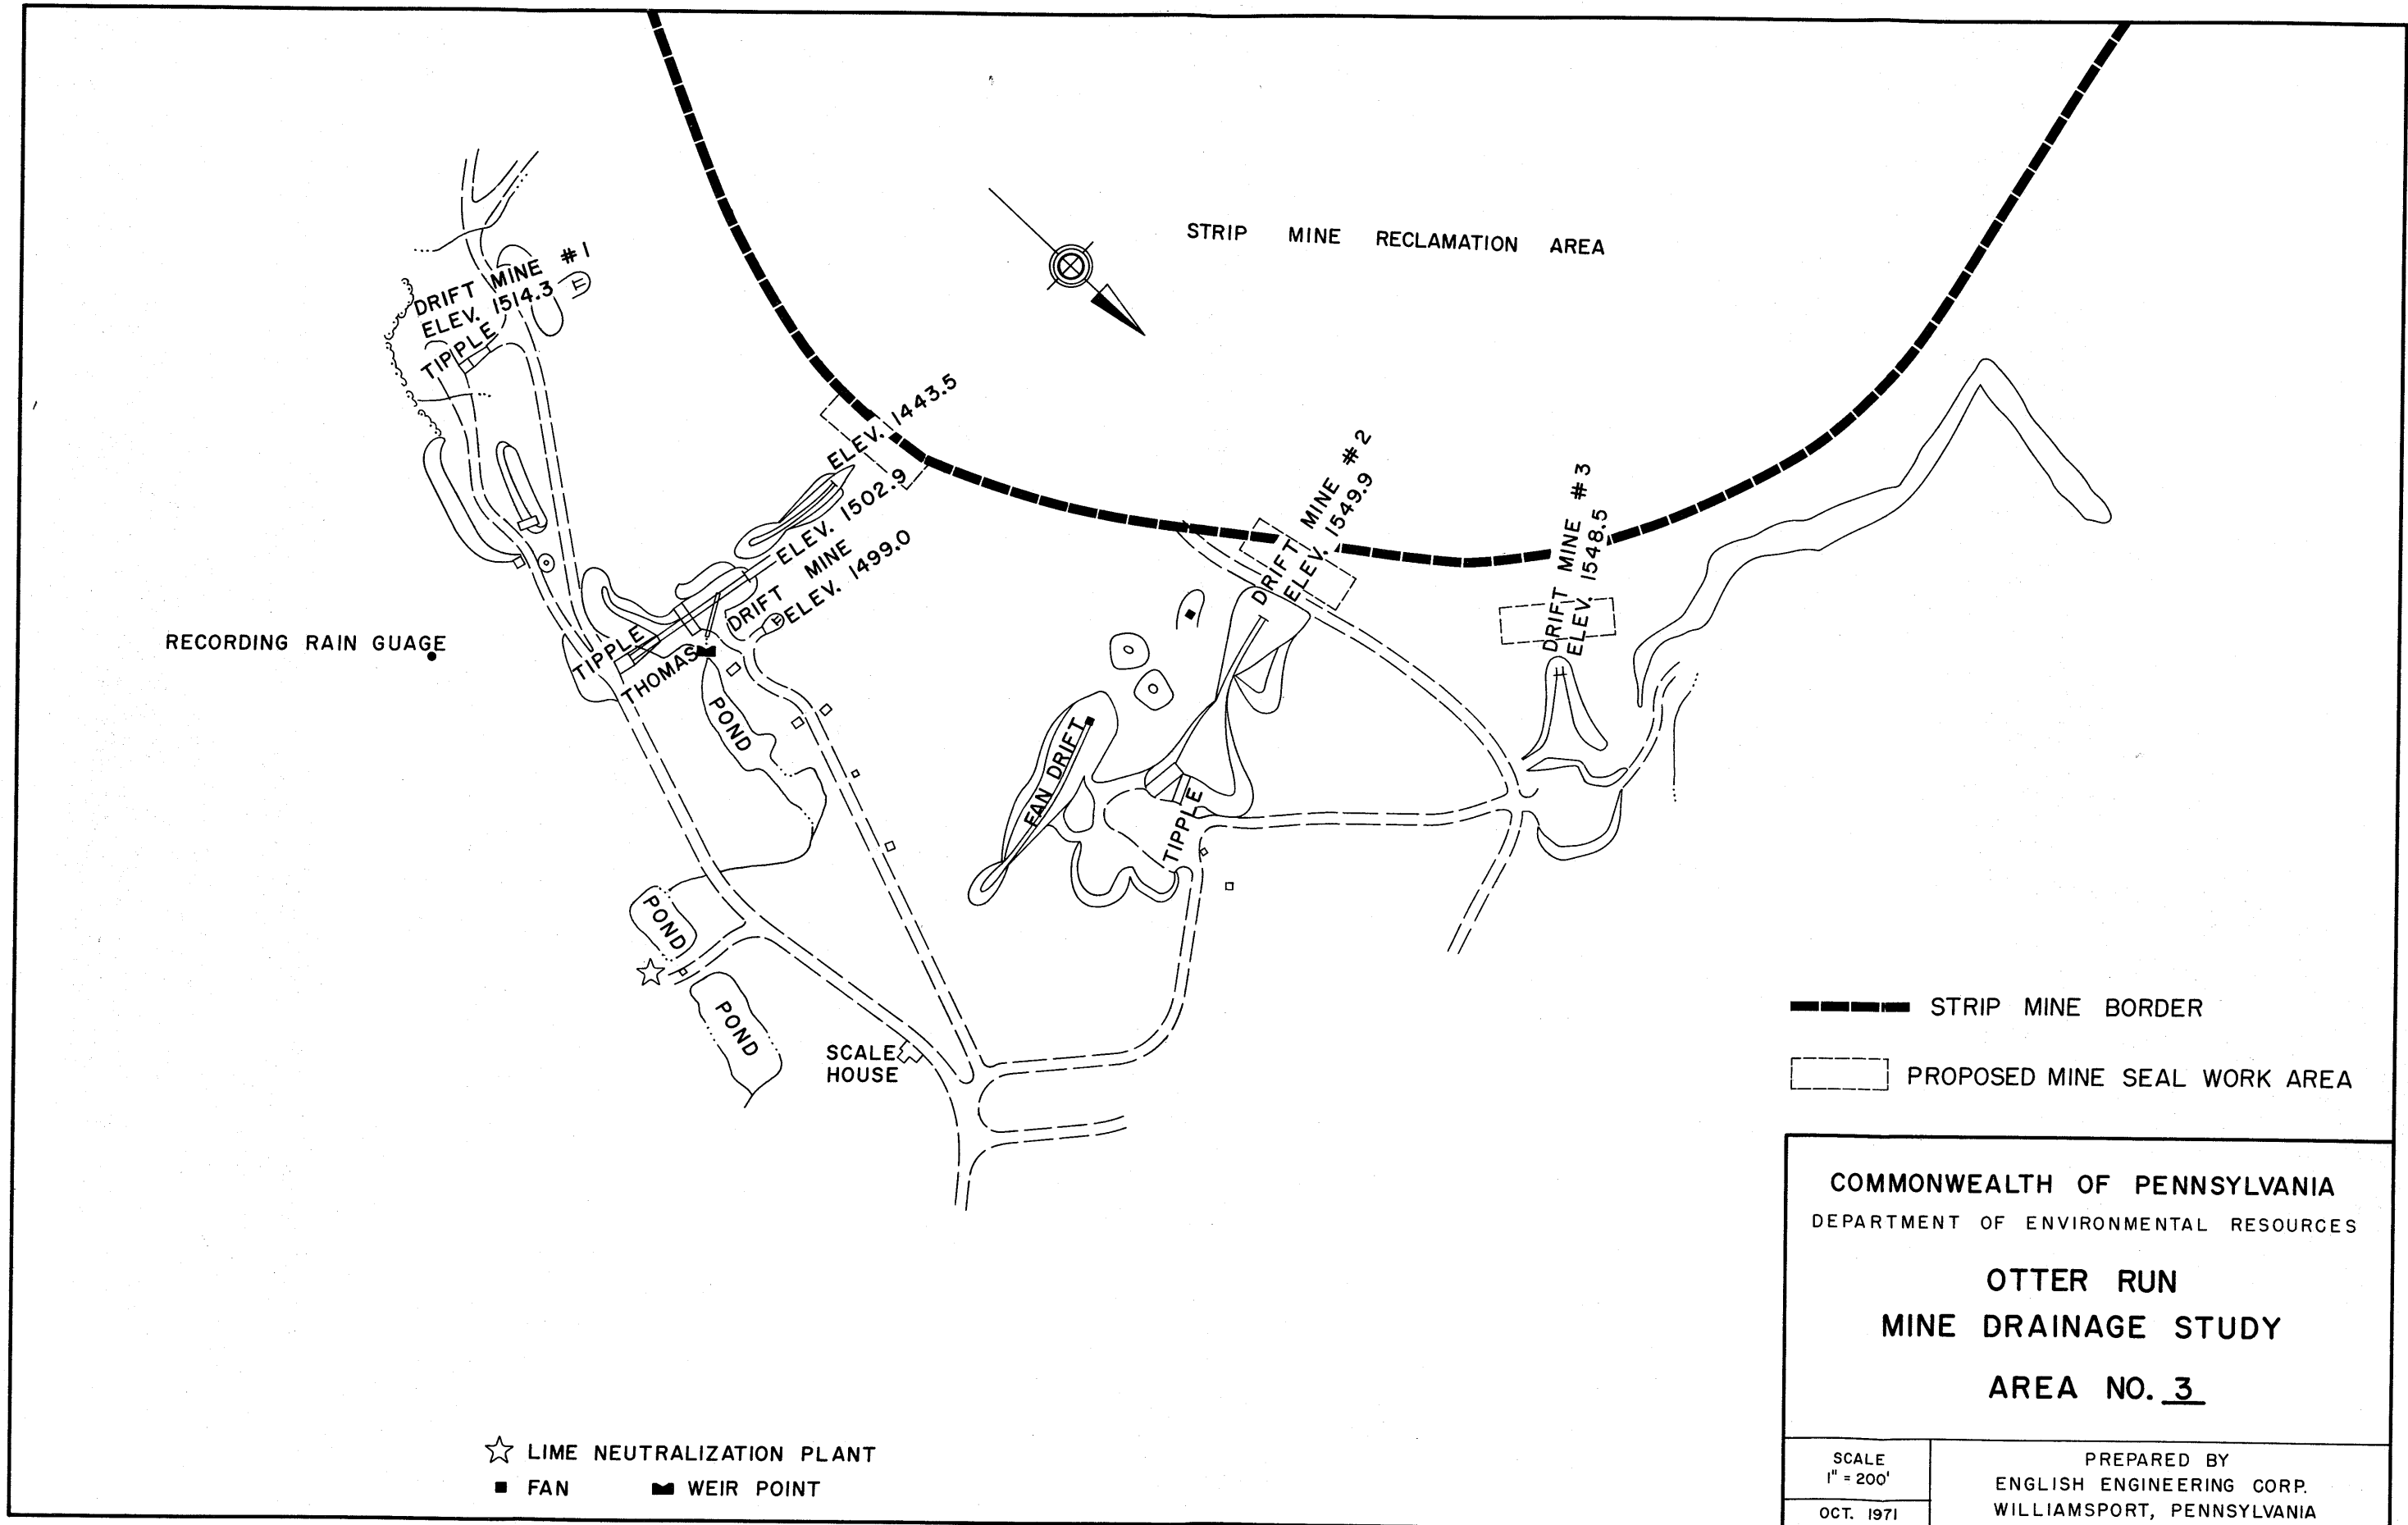 STRIP MINE RECLAMATION AREA
DRIFT MINE #1
ELEV. 1514.3
TIPPLE
ELEV. 1443.5
ELEV. 1502.9
DRIFT MINE
ELEV. 1499.0
TIPPLE
THOMAS
RECORDING RAIN GUAGE
POND
DRIFT MINE #2
ELEV. 1549.9
DRIFT MINE #3
ELEV. 1548.5
FAN DRIFT
TIPPLE
POND
POND
SCALE
HOUSE
STRIP MINE BORDER
PROPOSED MINE SEAL WORK AREA
LIME NEUTRALIZATION PLANT
FAN
WEIR POINT
COMMONWEALTH OF PENNSYLVANIA
DEPARTMENT OF ENVIRONMENTAL RESOURCES
OTTER RUN
MINE DRAINAGE STUDY
AREA NO. 3
SCALE
1" = 200'
OCT. 1971
PREPARED BY
ENGLISH ENGINEERING CORP.
WILLIAMSPORT, PENNSYLVANIA